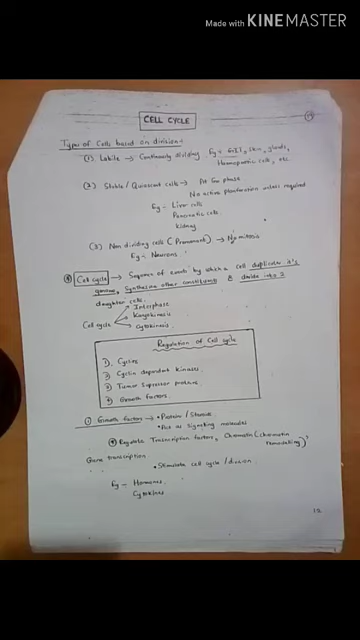 Made with KINEMASTER
CELL CYCLE
Types of Cells based on division:-
(1) Labile → Continuously dividing Eg:- GIT, Skin, glands,
Homopoetic cells, etc.
(2) Stable / Quiescent cells → At Go phase
No active proliferation unless required
Eg:- Liver cells
Pancreatic cells
Kidney
(3) Non dividing cells (Permanent) → No mitosis
Eg:- Neurons
Cell cycle → Sequence of events by which a cell duplicates it's
genome, Synthesize other constituents & divide into 2
daughter cells.
Interphase
Cell cycle Karyokinesis
Cytokinesis
Regulation of Cell cycle
1). Cyclins
2) Cyclin dependent kinases.
3) Tumor Supressor proteins.
4) Growth factors.
Growth factors → • Protein / Steroids
• Act as signaling molecules
Regulate Transcription factors, Chromatin (chromatin
remodeling)
Gene transcription
• Stimulate cell cycle / division
Eg - Hormones
Cytokines